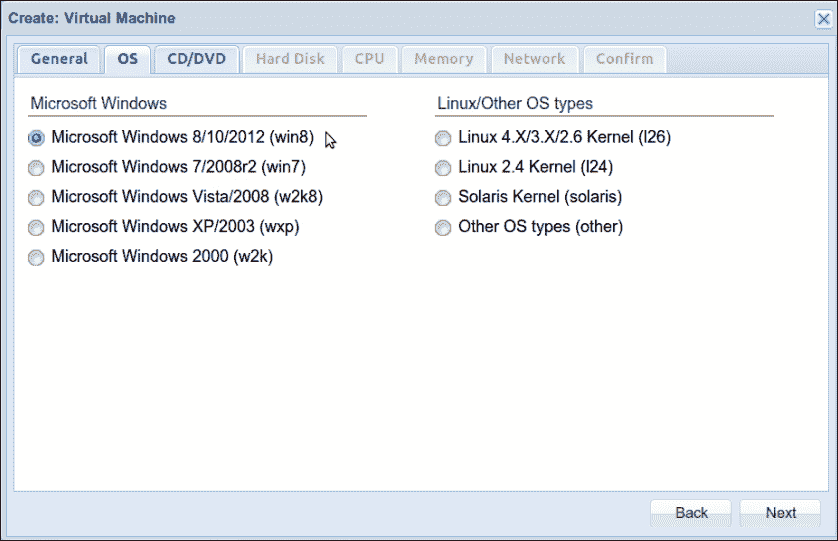 Create: Virtual Machine
General OS CD/DVD Hard Disk CPU Memory Network Confirm
Microsoft Windows
Microsoft Windows 8/10/2012 (win8)
Microsoft Windows 7/2008r2 (win7)
Microsoft Windows Vista/2008 (w2k8)
Microsoft Windows XP/2003 (wxp)
Microsoft Windows 2000 (w2k)
Linux/Other OS types
Linux 4.X/3.X/2.6 Kernel (l26)
Linux 2.4 Kernel (l24)
Solaris Kernel (solaris)
Other OS types (other)
Back Next